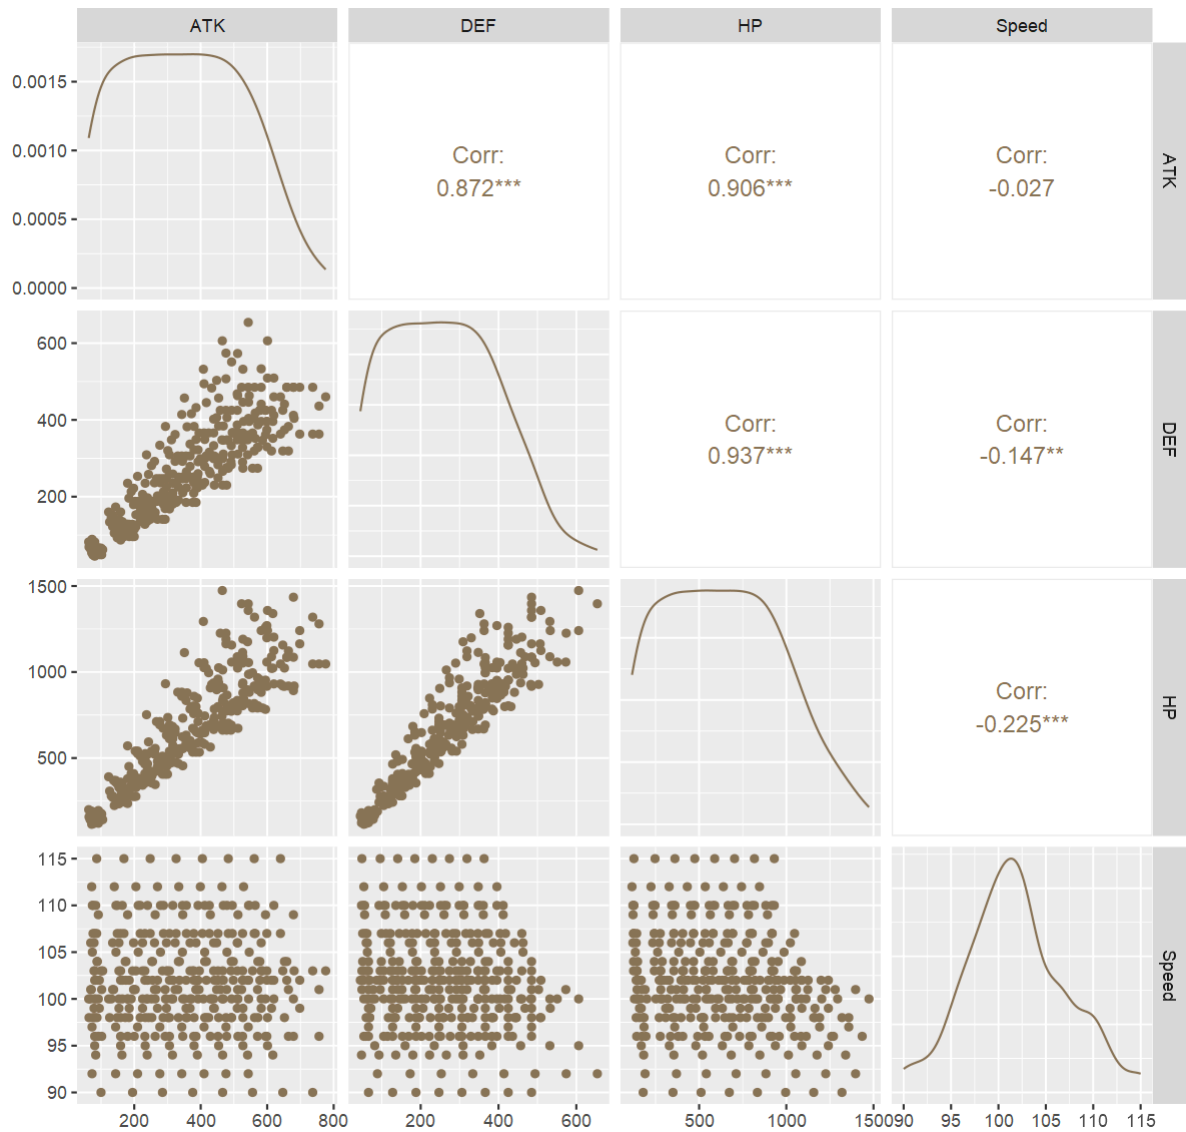 ATK DEF HP Speed
0.0015
0.0010
0.0005
0.0000
Corr:
0.872***
Corr:
0.906***
Corr:
-0.027
ATK
600
400
200
Corr:
0.937***
Corr:
-0.147**
DEF
1500
1000
500
Corr:
-0.225***
HP
115
110
105
100
95
90
Speed
200 400 600 200 400 600 500 1000 1500 90 95 100 105 110 115